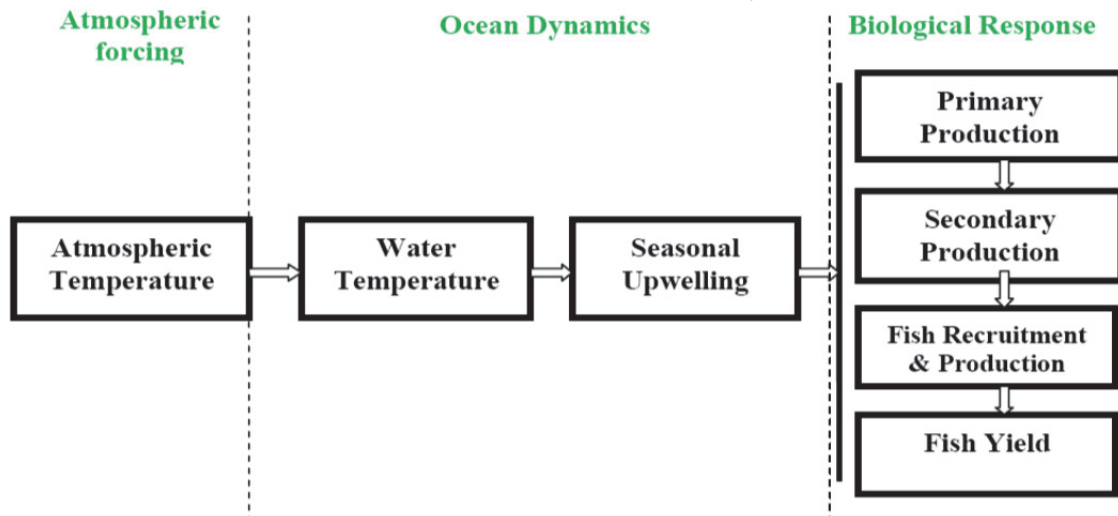 Atmospheric
forcing
Ocean Dynamics
Biological Response
Atmospheric
Temperature
Water
Temperature
Seasonal
Upwelling
Primary
Production
Secondary
Production
Fish Recruitment
& Production
Fish Yield